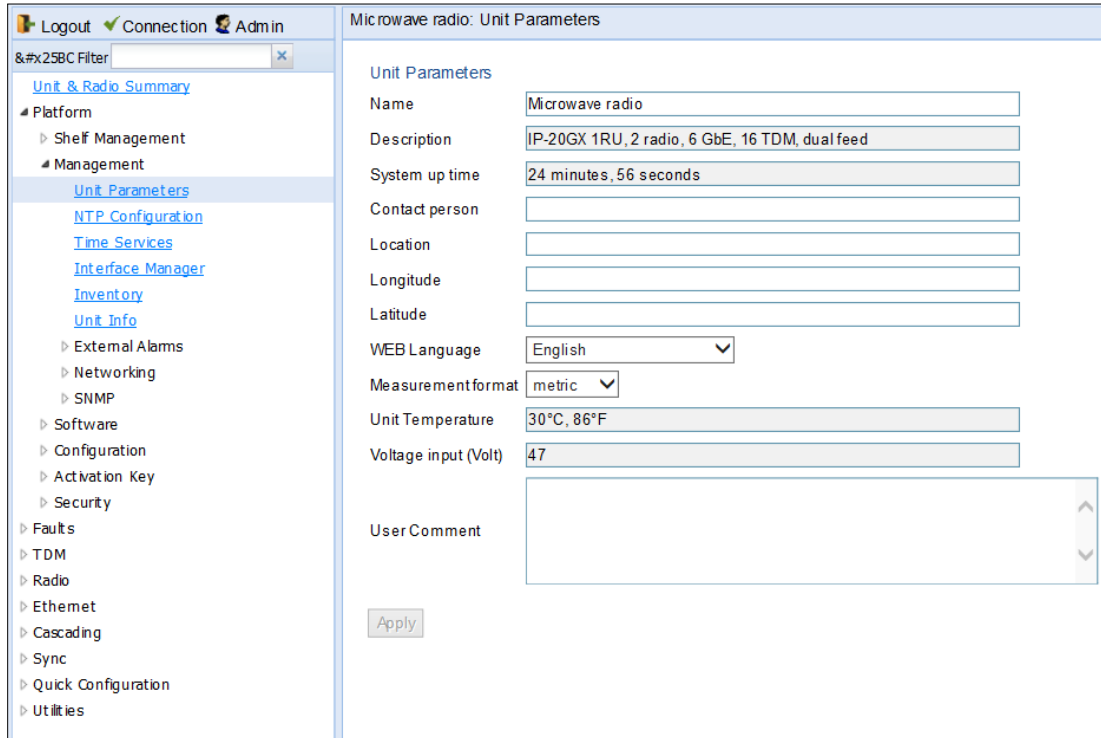 Logout Connection Admin
&#x25BC Filter
Unit & Radio Summary
Platform
Shelf Management
Management
Unit Parameters
NTP Configuration
Time Services
Interface Manager
Inventory
Unit Info
External Alarms
Networking
SNMP
Software
Configuration
Activation Key
Security
Faults
TDM
Radio
Ethernet
Cascading
Sync
Quick Configuration
Utilities
Microwave radio: Unit Parameters
Unit Parameters
Name Microwave radio
Description IP-20GX 1RU, 2 radio, 6 GbE, 16 TDM, dual feed
System up time 24 minutes, 56 seconds
Contact person
Location
Longitude
Latitude
WEB Language English
Measurement format metric
Unit Temperature 30°C, 86°F
Voltage input (Volt) 47
User Comment
Apply